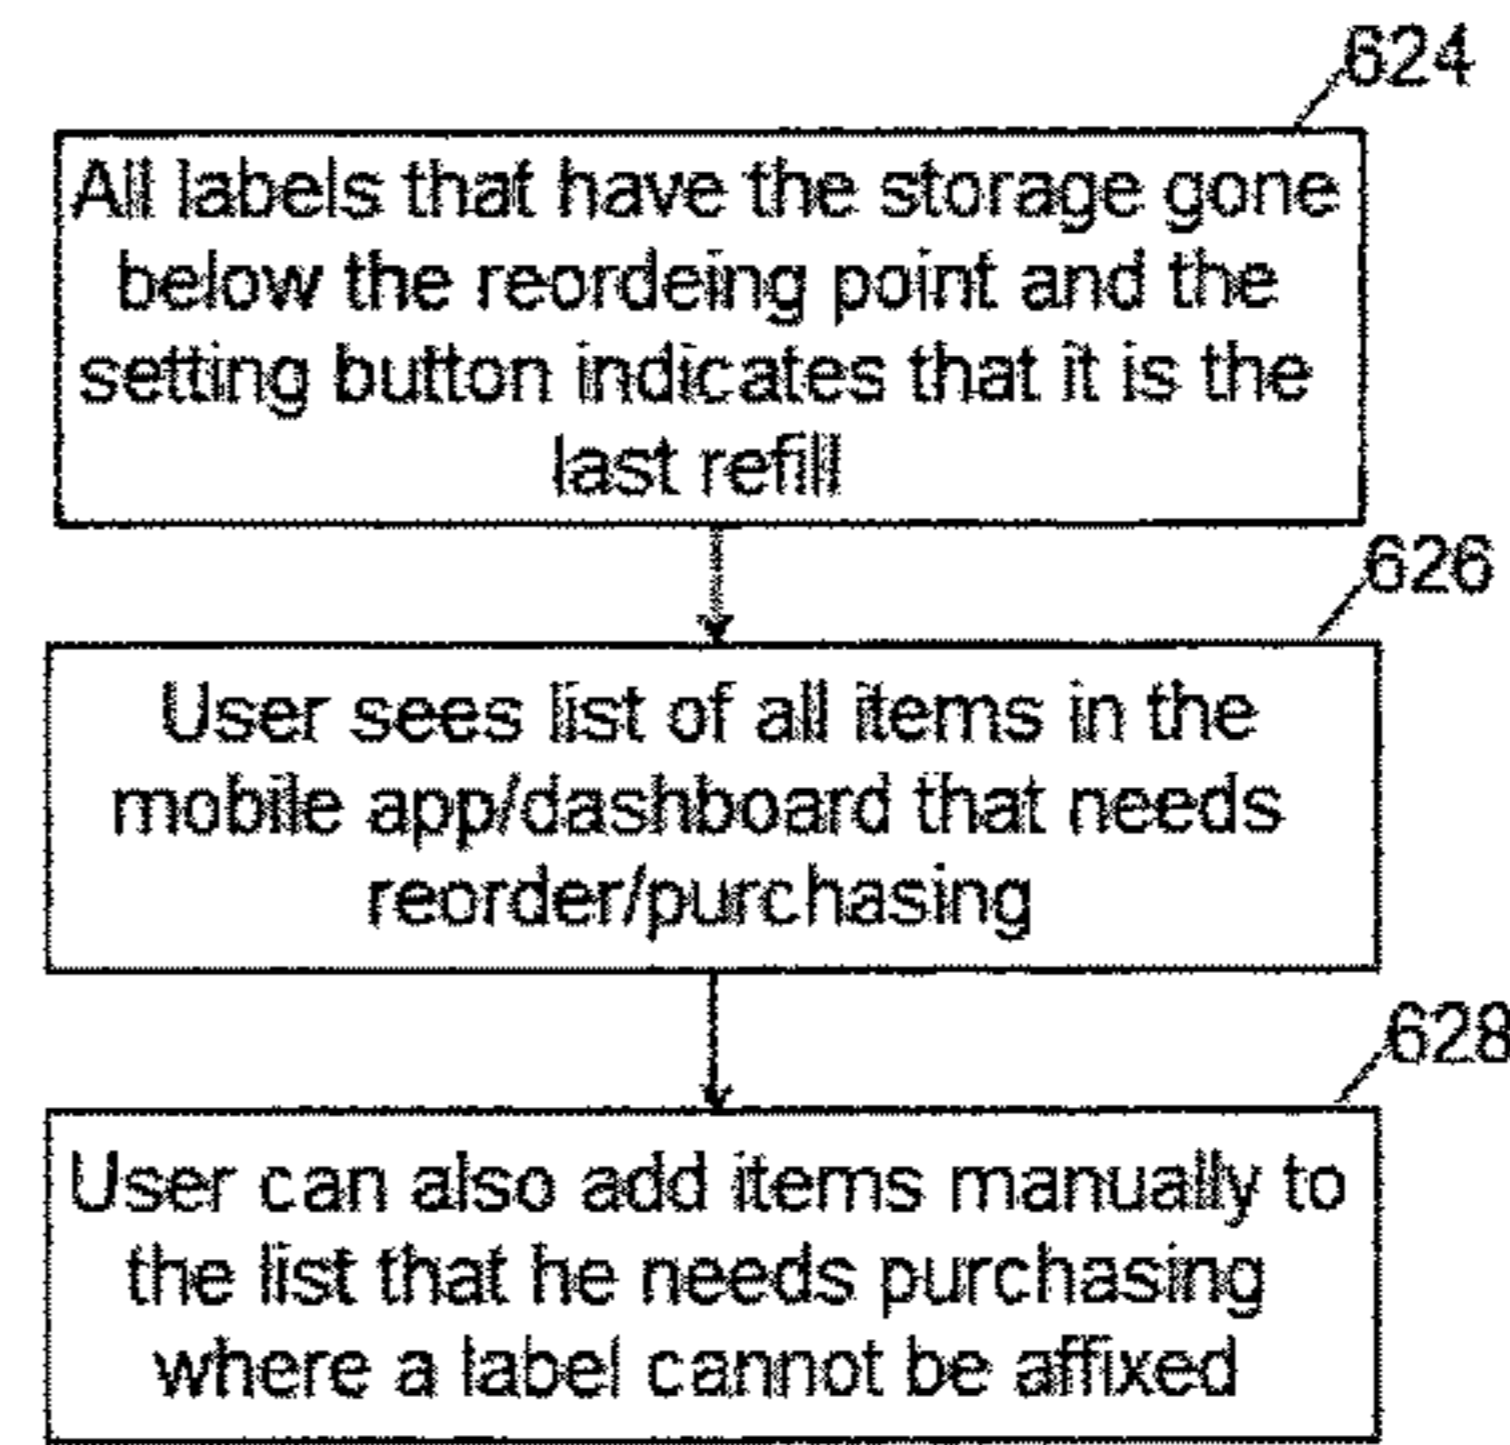 624
All labels that have the storage gone
below the reordeing point and the
setting button indicates that it is the
last refill
626
User sees list of all items in the
mobile app/dashboard that needs
reorder/purchasing
628
User can also add items manually to
the list that he needs purchasing
where a label cannot be affixed